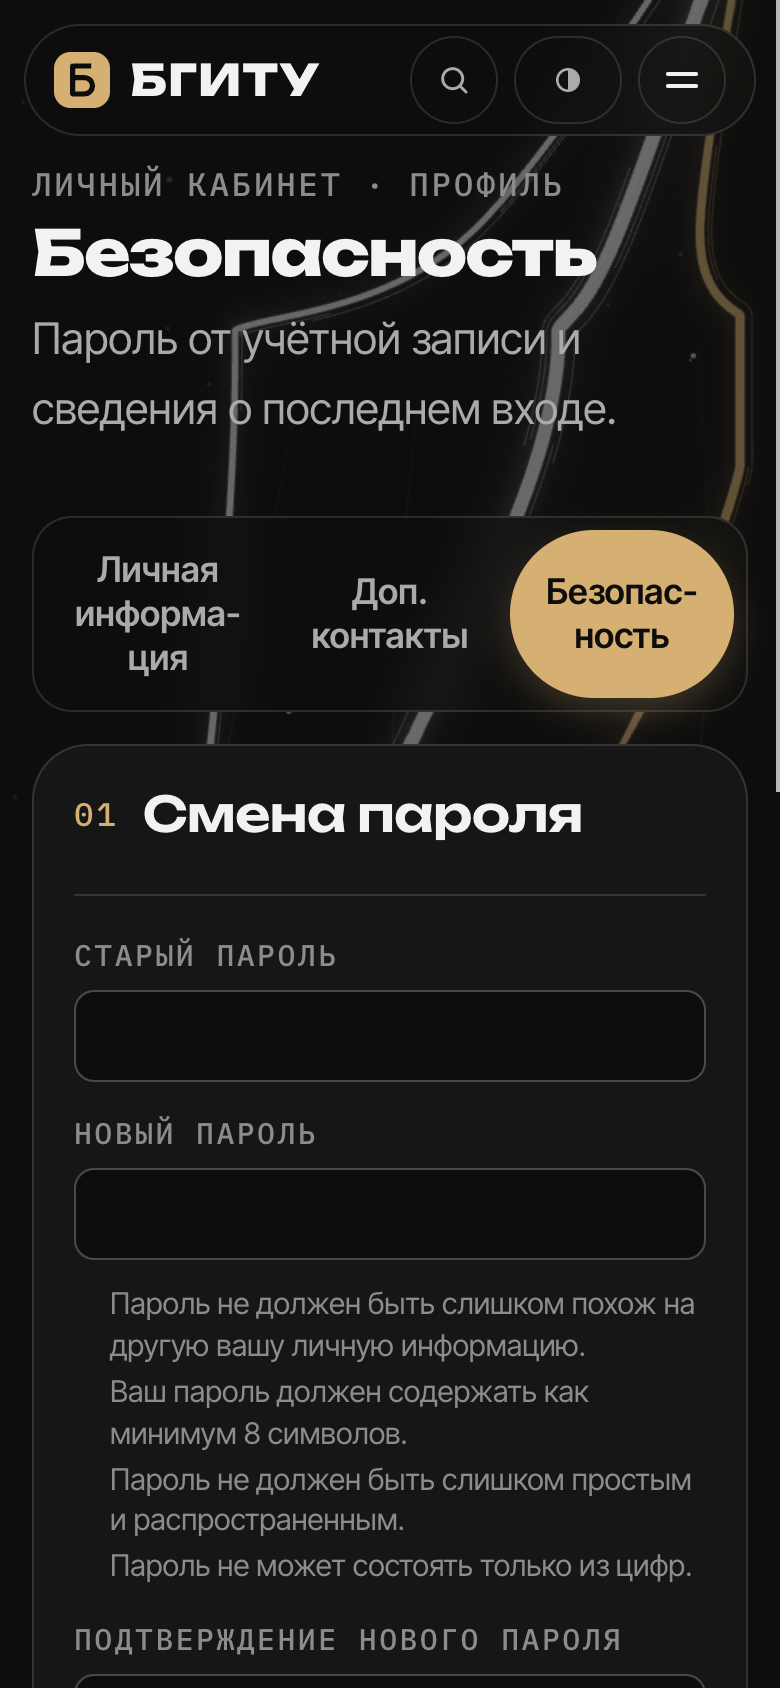 Б БГИТУ
ЛИЧНЫЙ КАБИНЕТ · ПРОФИЛЬ
Безопасность
Пароль от учётной записи и
сведения о последнем входе.
Личная
информа-
ция
Доп.
контакты
Безопас-
ность
01 Смена пароля
СТАРЫЙ ПАРОЛЬ
НОВЫЙ ПАРОЛЬ
Пароль не должен быть слишком похож на
другую вашу личную информацию.
Ваш пароль должен содержать как
минимум 8 символов.
Пароль не должен быть слишком простым
и распространенным.
Пароль не может состоять только из цифр.
ПОДТВЕРЖДЕНИЕ НОВОГО ПАРОЛЯ